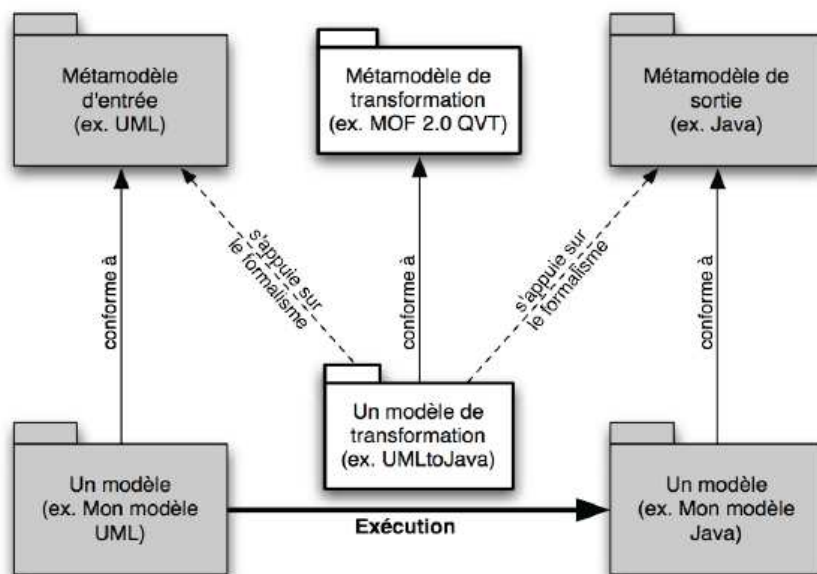 Métamodèle
d'entrée
(ex. UML)
Métamodèle de
transformation
(ex. MOF 2.0 QVT)
Métamodèle de
sortie
(ex. Java)
conforme à
s'appuie sur
le formalisme
conforme à
s'appuie sur
le formalisme
conforme à
Un modèle
(ex. Mon modèle
UML)
Un modèle de
transformation
(ex. UMLtoJava)
Exécution
Un modèle
(ex. Mon modèle
Java)